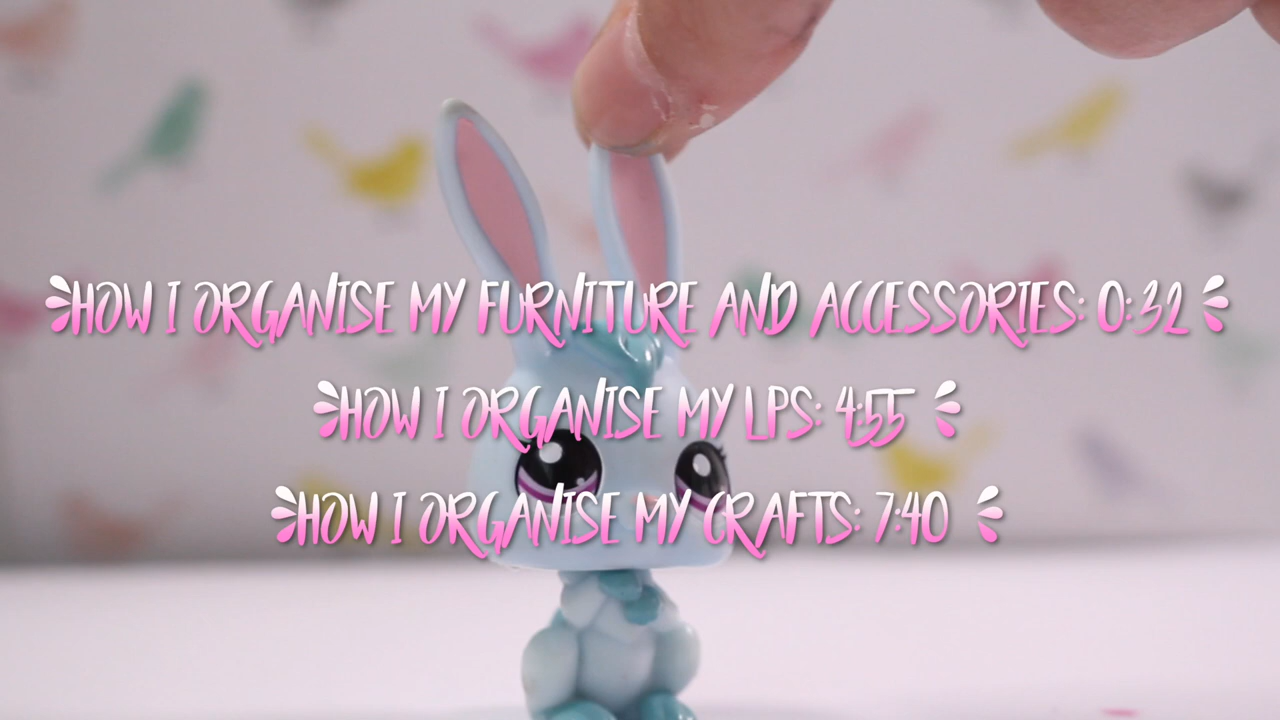 HOW I ORGANISE MY FURNITURE AND ACCESSORIES: 0:32
HOW I ORGANISE MY LPS: 4:55
HOW I ORGANISE MY CRAFTS: 7:40